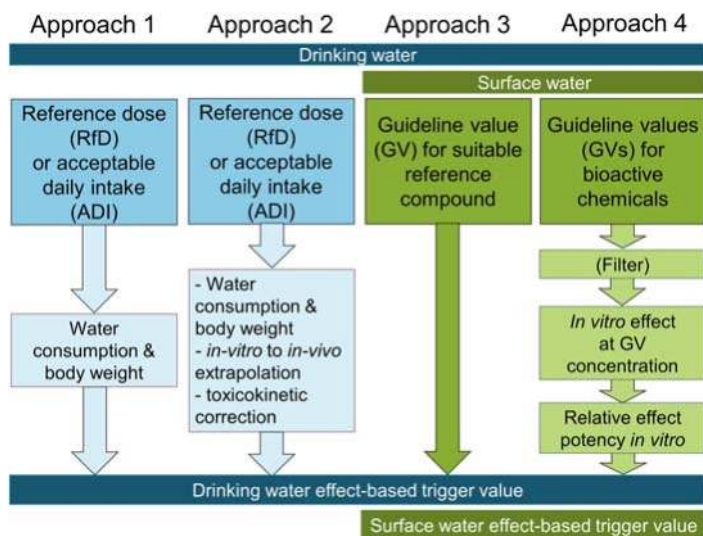 Approach 1
Approach 2
Approach 3
Approach 4
Drinking water
Surface water
Reference dose
(RfD)
or acceptable
daily intake
(ADI)
Reference dose
(RfD)
or acceptable
daily intake
(ADI)
Guideline value
(GV) for suitable
reference
compound
Guideline values
(GVs) for
bioactive
chemicals
Water
consumption &
body weight
- Water
consumption &
body weight
- in-vitro to in-vivo
extrapolation
- toxicokinetic
correction
(Filter)
In vitro effect
at GV
concentration
Relative effect
potency in vitro
Drinking water effect-based trigger value
Surface water effect-based trigger value